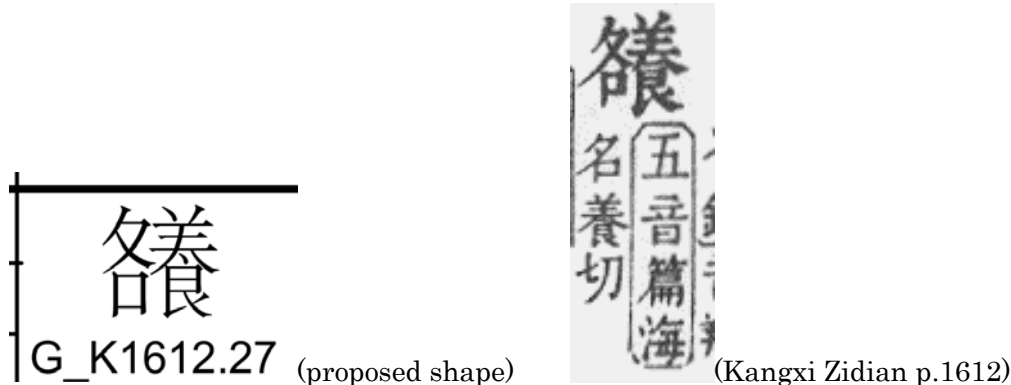 G_K1612.27 (proposed shape)
五音篇海
名養切
(Kangxi Zidian p.1612)